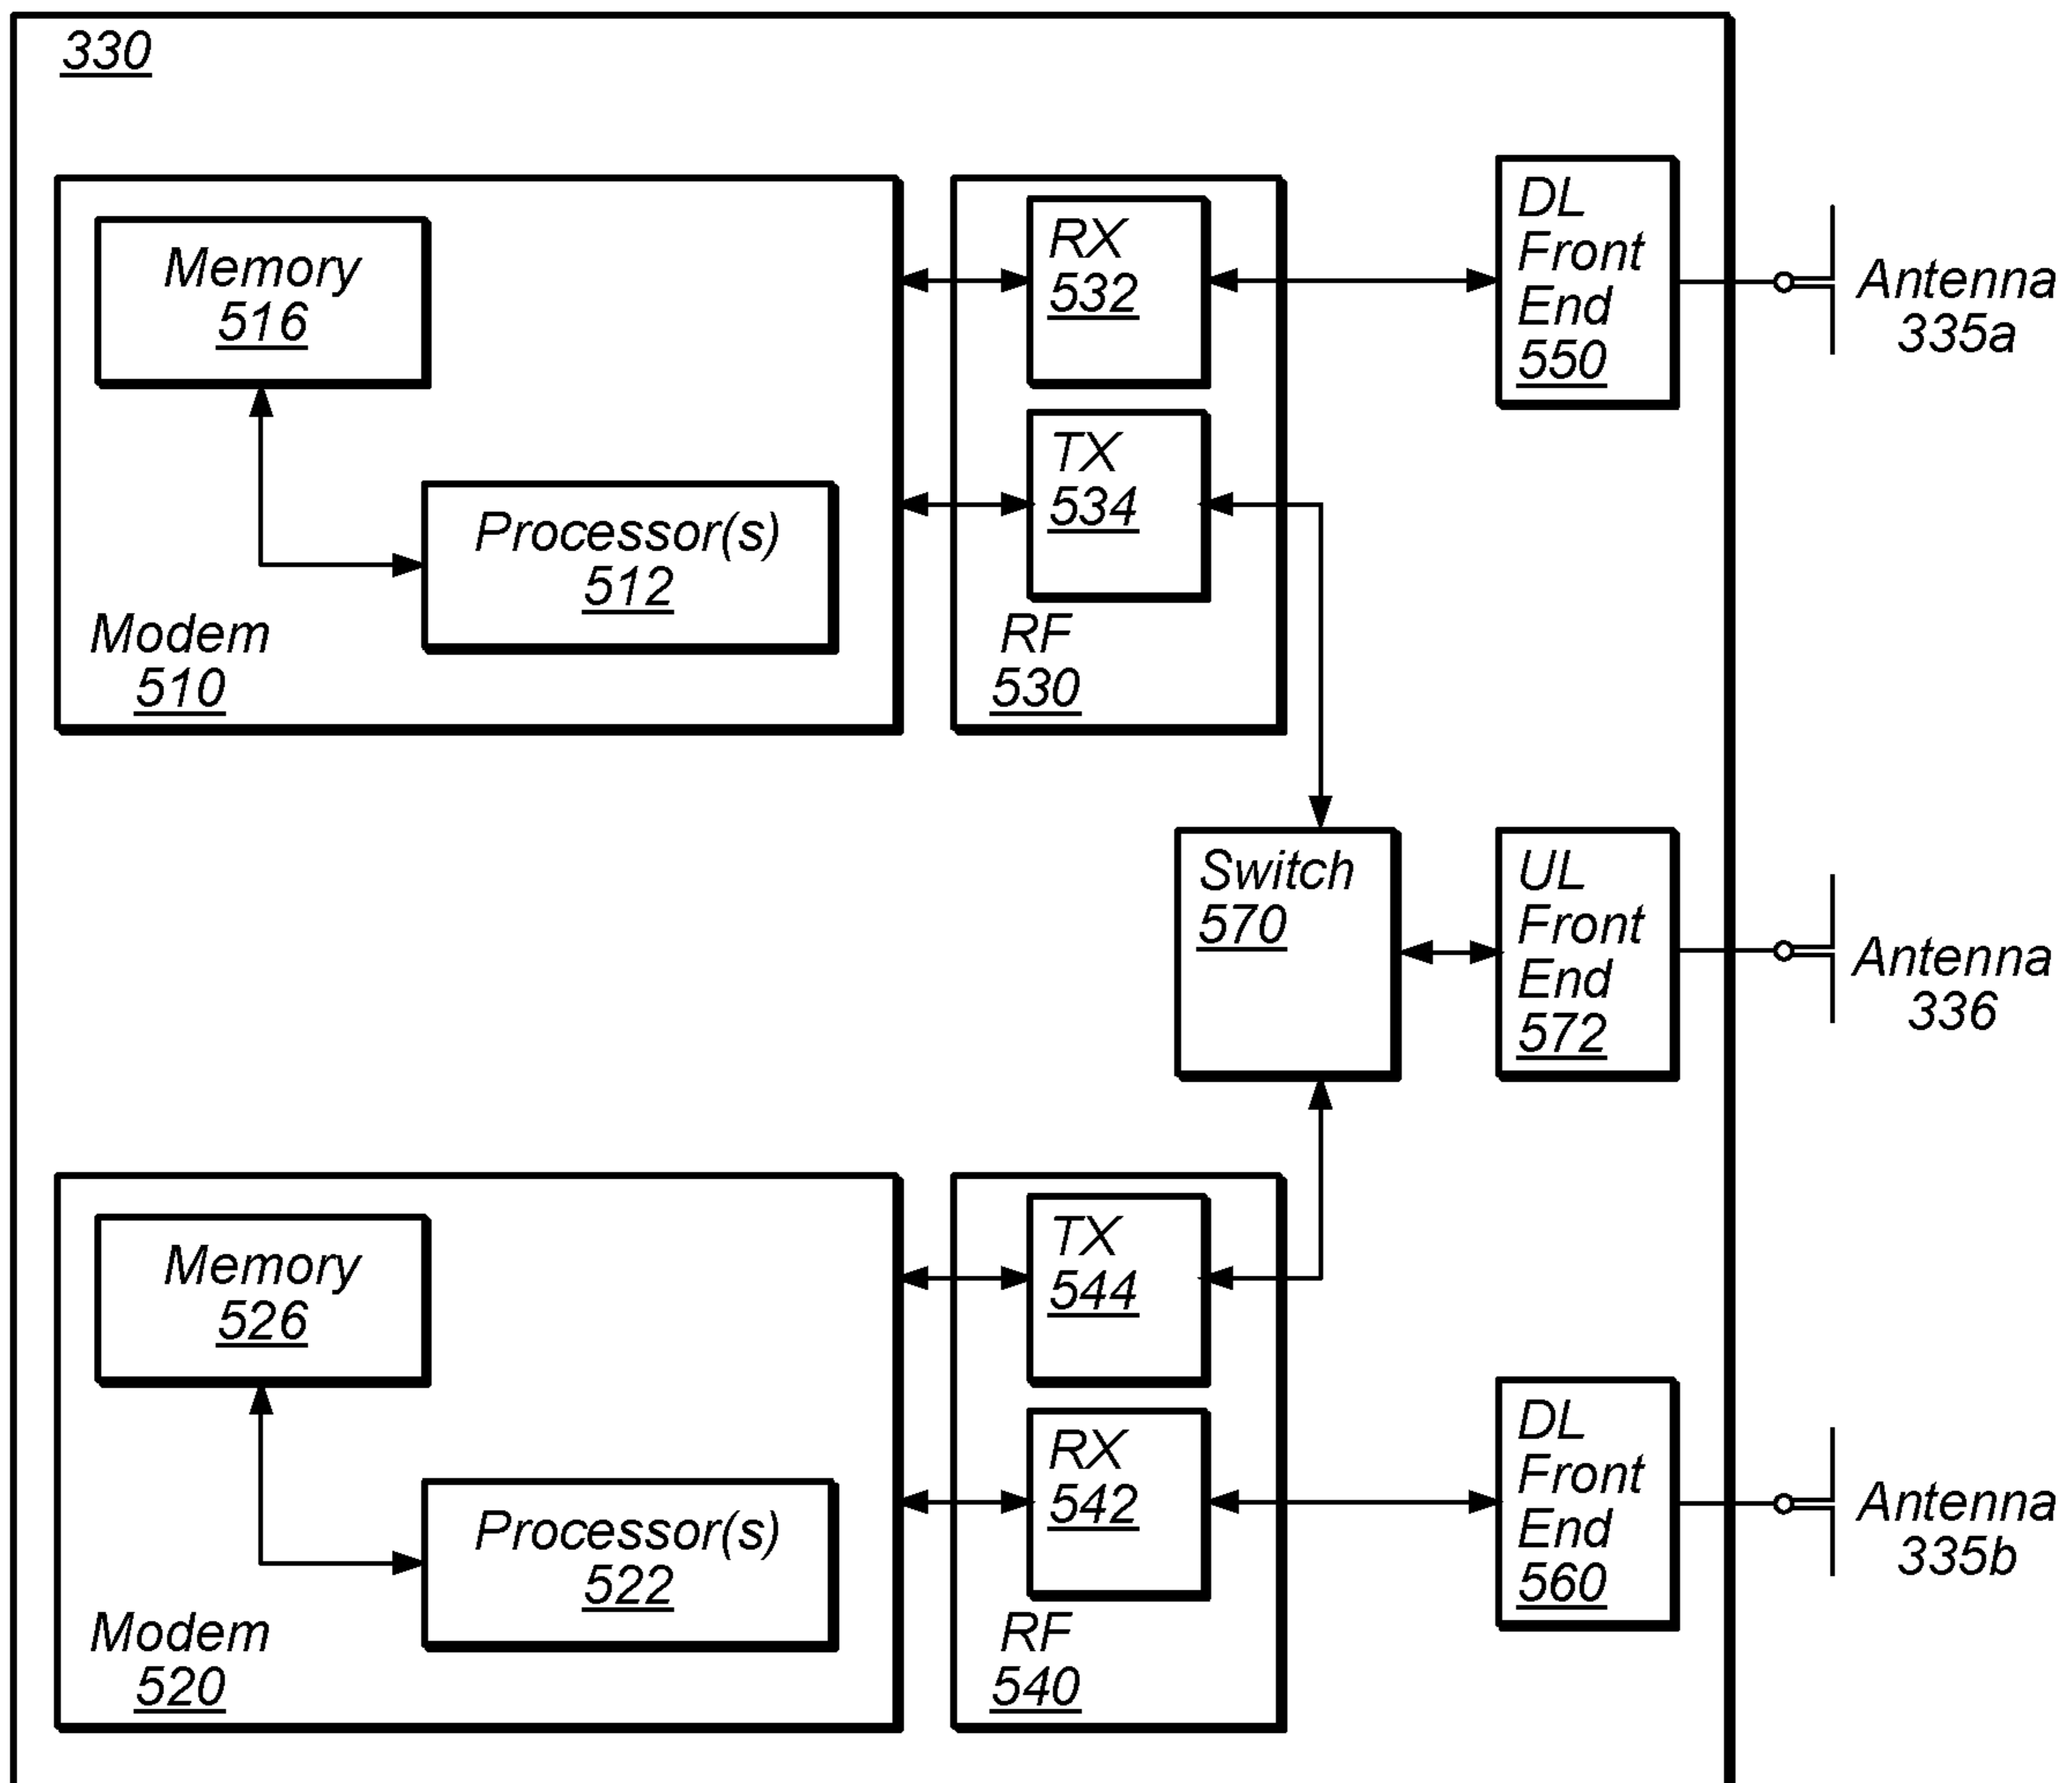 330
Memory
516
Processor(s)
512
Modem
510
RX
532
TX
534
RF
530
DL
Front
End
550
Antenna
335a
Switch
570
UL
Front
End
572
Antenna
336
Memory
526
Processor(s)
522
Modem
520
TX
544
RX
542
RF
540
DL
Front
End
560
Antenna
335b